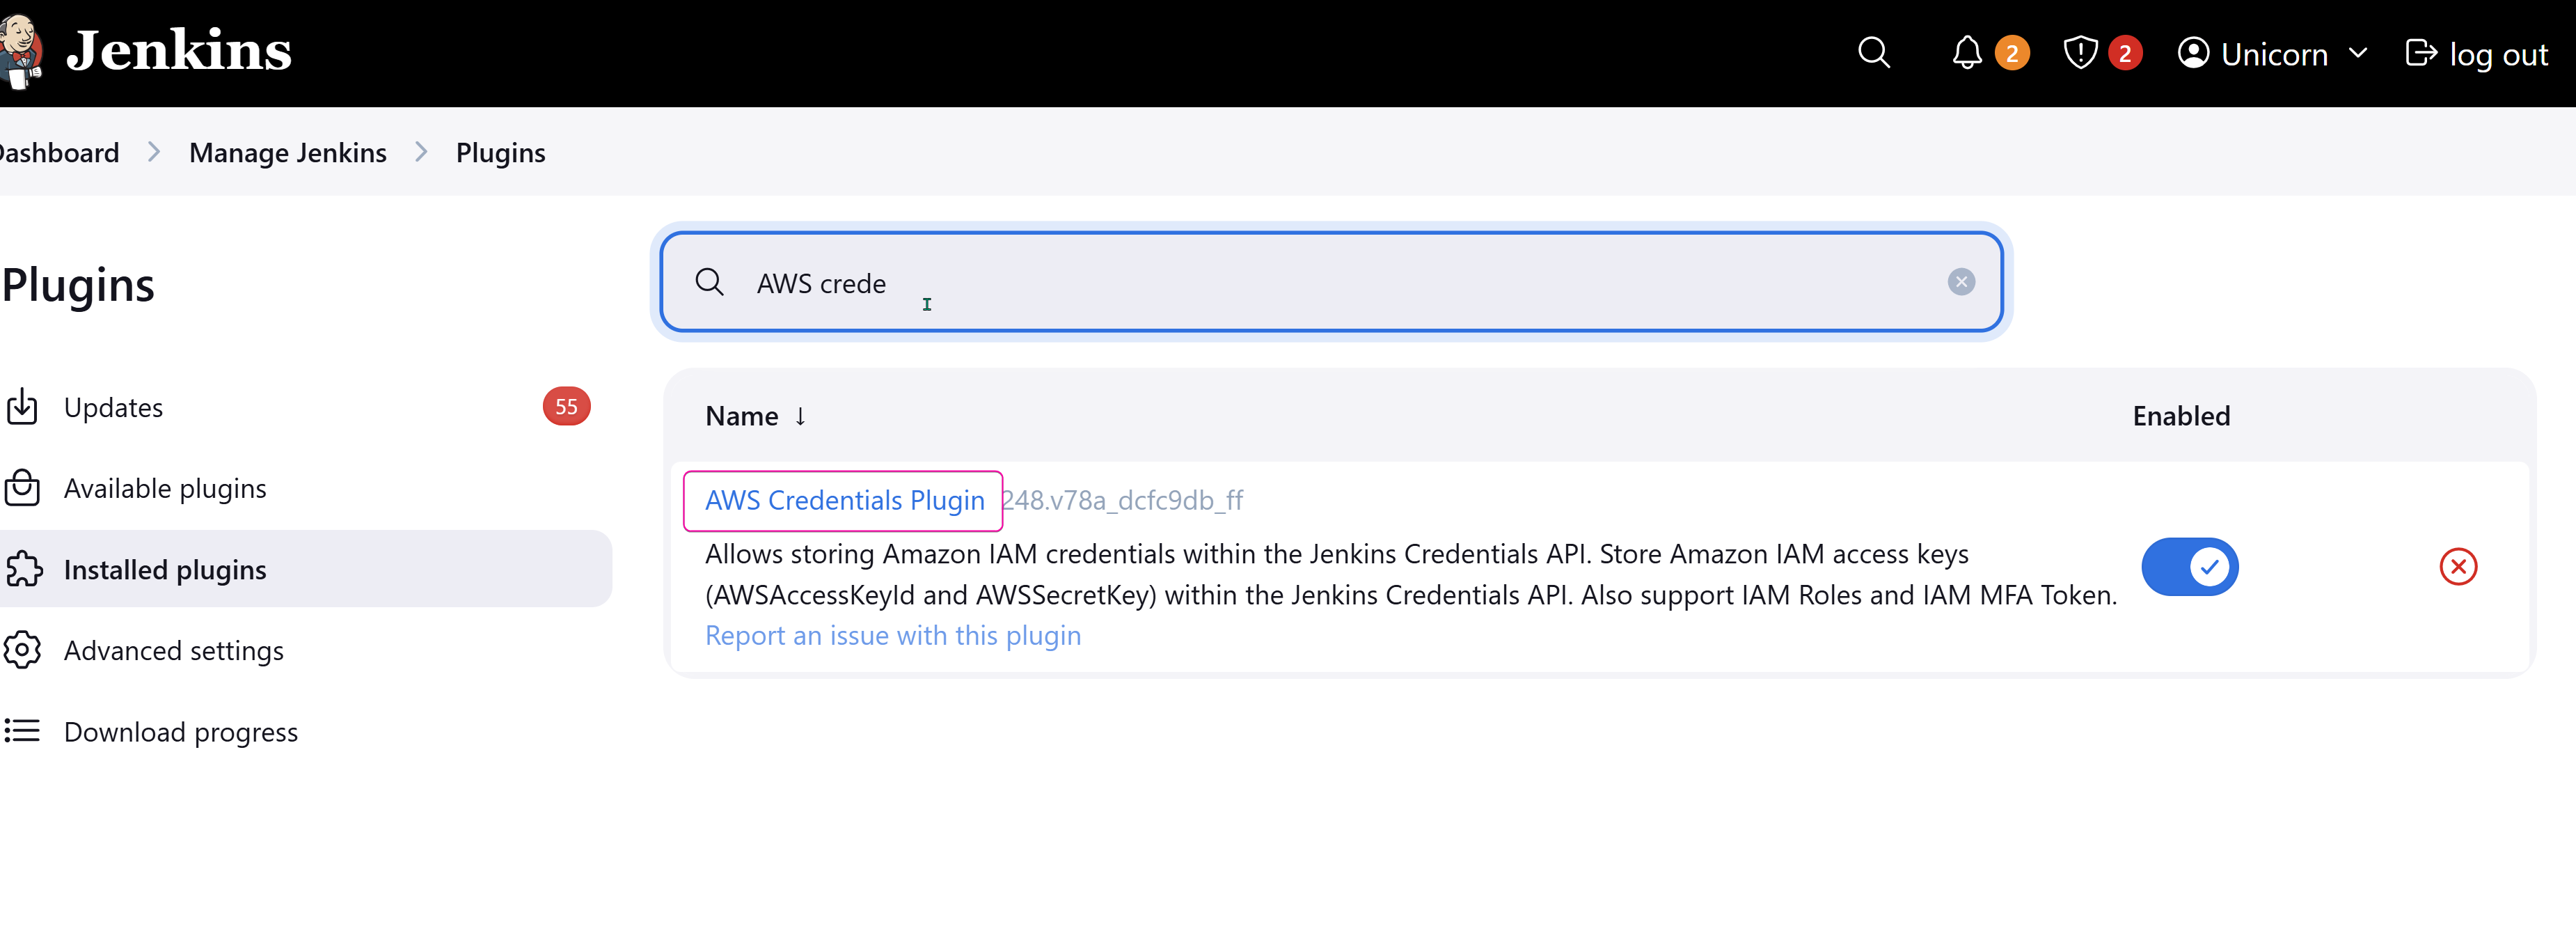 Jenkins
2
2
Unicorn
log out
ashboard
Manage Jenkins
Plugins
Plugins
AWS crede
Updates
55
Available plugins
Installed plugins
Advanced settings
Download progress
Name ↓
Enabled
AWS Credentials Plugin 248.v78a_dcfc9db_ff
Allows storing Amazon IAM credentials within the Jenkins Credentials API. Store Amazon IAM access keys
(AWSAccessKeyId and AWSSecretKey) within the Jenkins Credentials API. Also support IAM Roles and IAM MFA Token.
Report an issue with this plugin